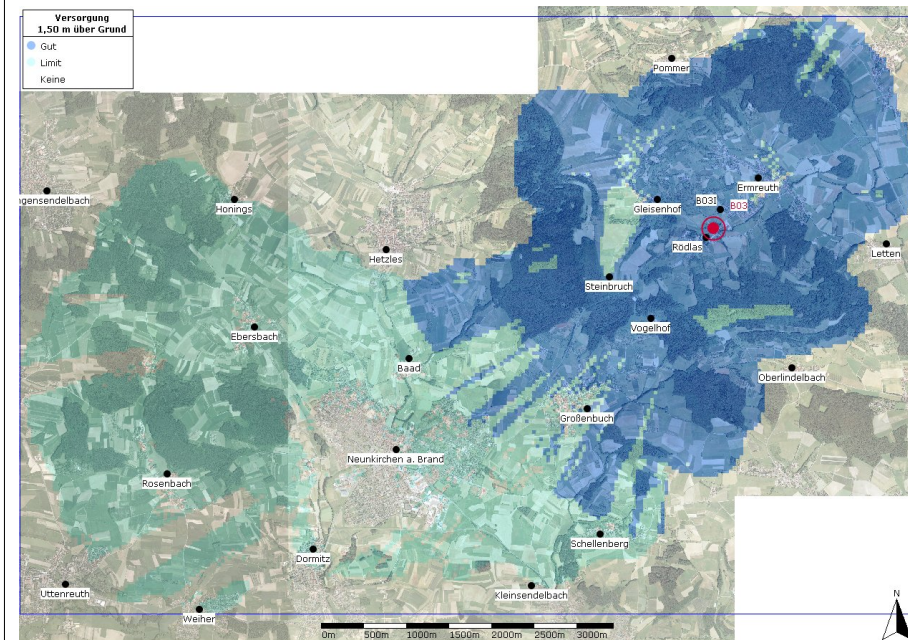 Versorgung
1,50 m über Grund
Gut
Limit
Keine
Pommer
ngensendelbach
Honings
Ermreuth
Gleisenhof
B03I
B03
Rödlas
Hetzles
Letten
Steinbruch
Ebersbach
Vogelhof
Baad
Oberlindelbach
Großenbuch
Neunkirchen a. Brand
Rosenbach
Schellenberg
Dormitz
Uttenreuth
Kleinsendelbach
Weiher
N
0m 500m 1000m 1500m 2000m 2500m 3000m